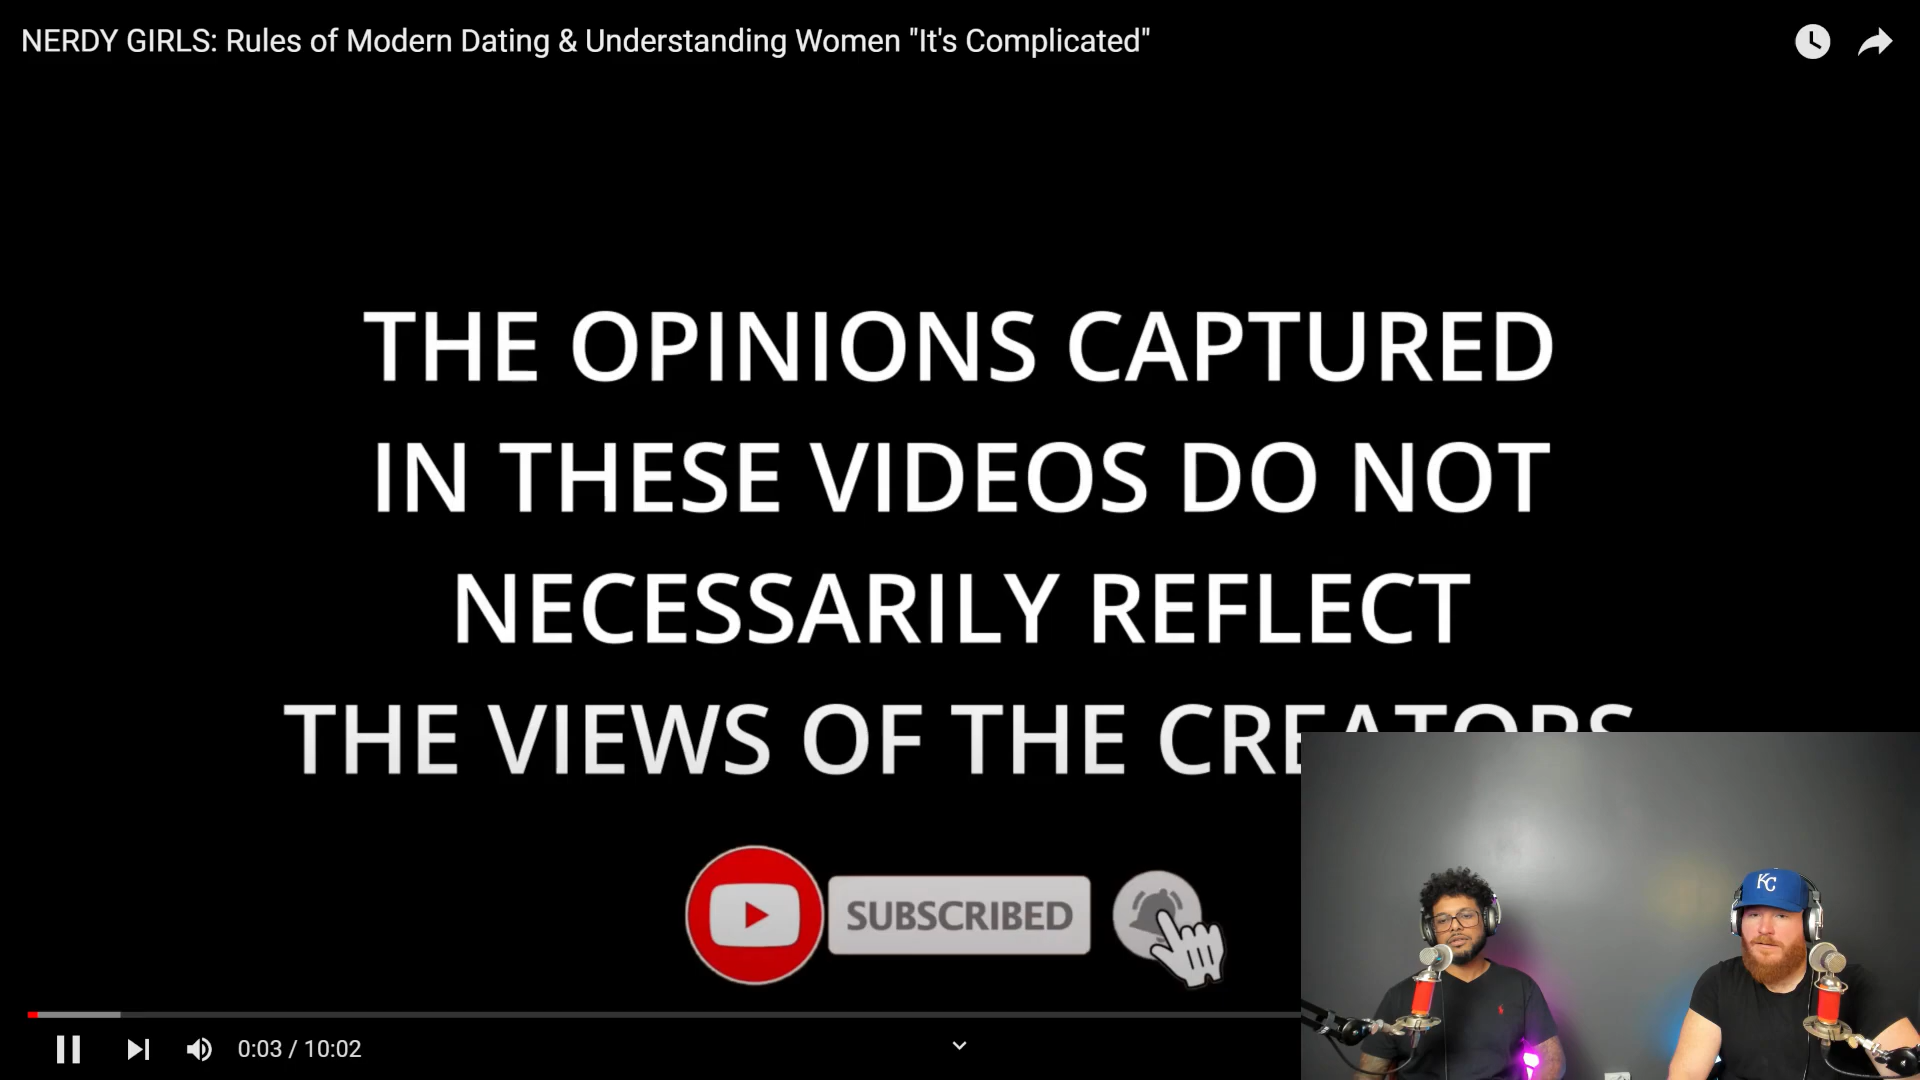 NERDY GIRLS: Rules of Modern Dating & Understanding Women "It's Complicated"
THE OPINIONS CAPTURED
IN THESE VIDEOS DO NOT
NECESSARILY REFLECT
THE VIEWS OF THE CREATORS
SUBSCRIBED
KC
0:03 / 10:02